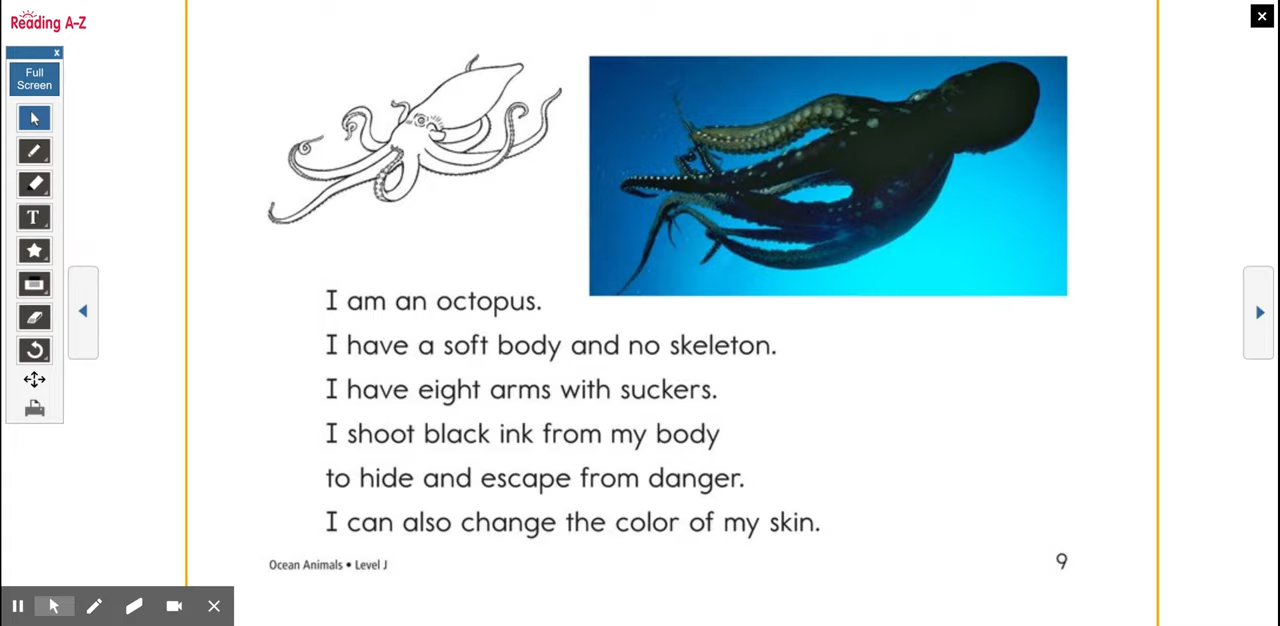 Reading A-Z
x
Full
Screen
T
I am an octopus.
I have a soft body and no skeleton.
I have eight arms with suckers.
I shoot black ink from my body
to hide and escape from danger.
I can also change the color of my skin.
Ocean Animals • Level J
9